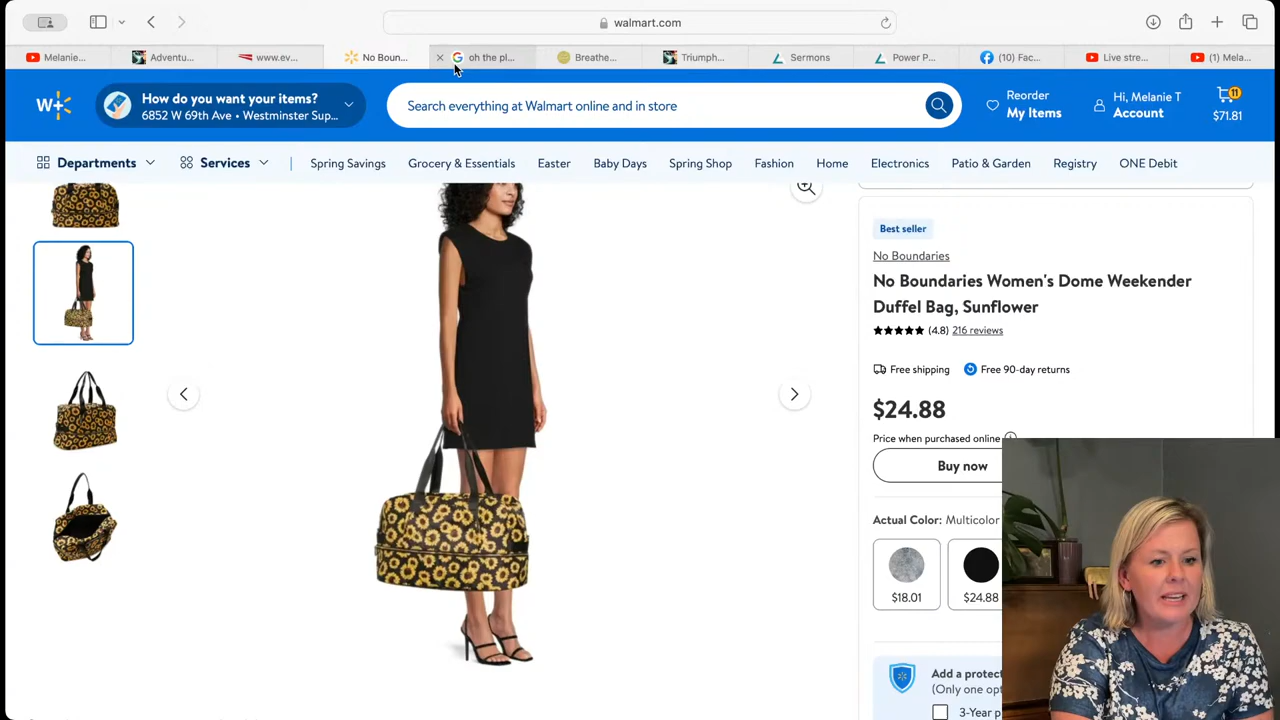 walmart.com
Melanie...
Adventu...
www.ev...
No Boun...
oh the pl...
Breathe...
Triumph...
Sermons
Power P...
(10) Fac...
Live stre...
(1) Mela...
How do you want your items?
6852 W 69th Ave • Westminster Sup...
Search everything at Walmart online and in store
Reorder
My Items
Hi, Melanie T
Account
11
$71.81
Departments
Services
Spring Savings
Grocery & Essentials
Easter
Baby Days
Spring Shop
Fashion
Home
Electronics
Patio & Garden
Registry
ONE Debit
Best seller
No Boundaries
No Boundaries Women's Dome Weekender
Duffel Bag, Sunflower
(4.8) 216 reviews
Free shipping
Free 90-day returns
$24.88
Price when purchased online
Buy now
Actual Color: Multicolor
$18.01
$24.88
Add a protec
(Only one opt
3-Year p